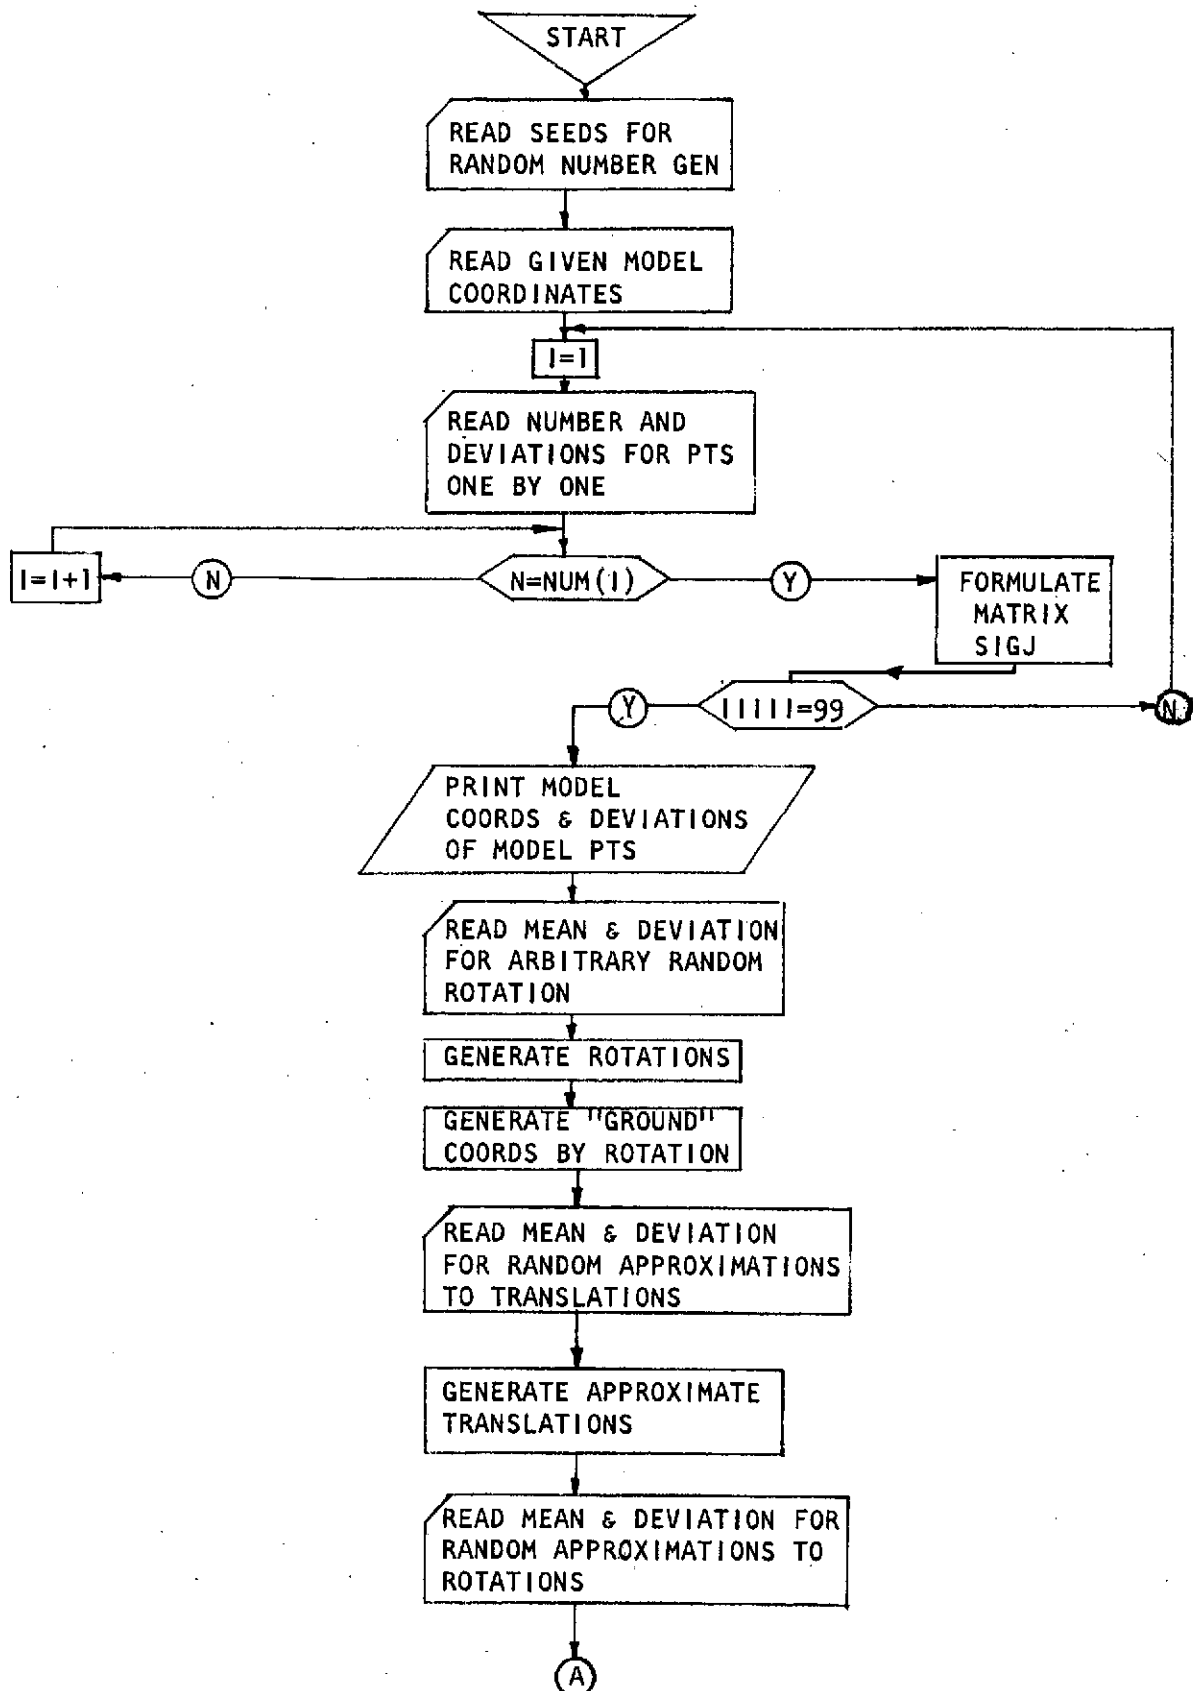 START
READ SEEDS FOR
RANDOM NUMBER GEN
READ GIVEN MODEL
COORDINATES
I=1
READ NUMBER AND
DEVIATIONS FOR PTS
ONE BY ONE
I=I+1
N
N=NUM(I)
Y
FORMULATE
MATRIX
SIGJ
Y
IIIII=99
N
PRINT MODEL
COORDS & DEVIATIONS
OF MODEL PTS
READ MEAN & DEVIATION
FOR ARBITRARY RANDOM
ROTATION
GENERATE ROTATIONS
GENERATE "GROUND"
COORDS BY ROTATION
READ MEAN & DEVIATION
FOR RANDOM APPROXIMATIONS
TO TRANSLATIONS
GENERATE APPROXIMATE
TRANSLATIONS
READ MEAN & DEVIATION FOR
RANDOM APPROXIMATIONS TO
ROTATIONS
A